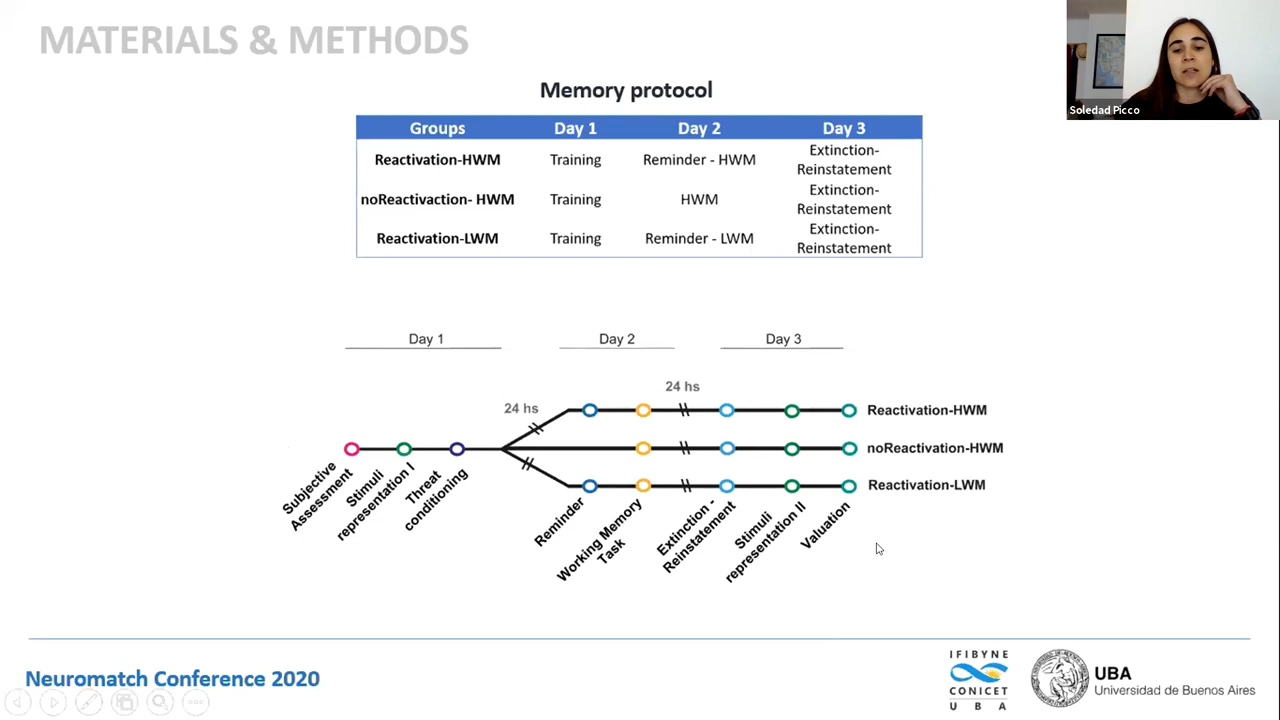 MATERIALS & METHODS
Soledad Picco
Memory protocol
Groups Day 1 Day 2 Day 3
Reactivation-HWM Training Reminder - HWM Extinction-
Reinstatement
noReactivaction- HWM Training HWM Extinction-
Reinstatement
Reactivation-LWM Training Reminder - LWM Extinction-
Reinstatement
Day 1 Day 2 Day 3
24 hs
24 hs
Reactivation-HWM
noReactivation-HWM
Reactivation-LWM
Subjective
Assessment
Stimuli
representation I
Threat
conditioning
Reminder
Working Memory
Task
Extinction -
Reinstatement
Stimuli
representation II
Valuation
Neuromatch Conference 2020
IFIBYNE
CONICET
UBA
UBA
Universidad de Buenos Aires